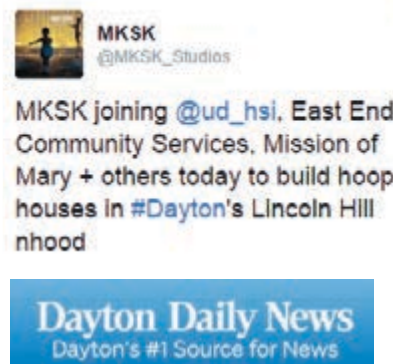 MKSK
@MKSK_Studios
MKSK joining @ud_hsi, East End
Community Services, Mission of
Mary + others today to build hoop
houses in #Dayton's Lincoln Hill
nhood
Dayton Daily News
Dayton's #1 Source for News